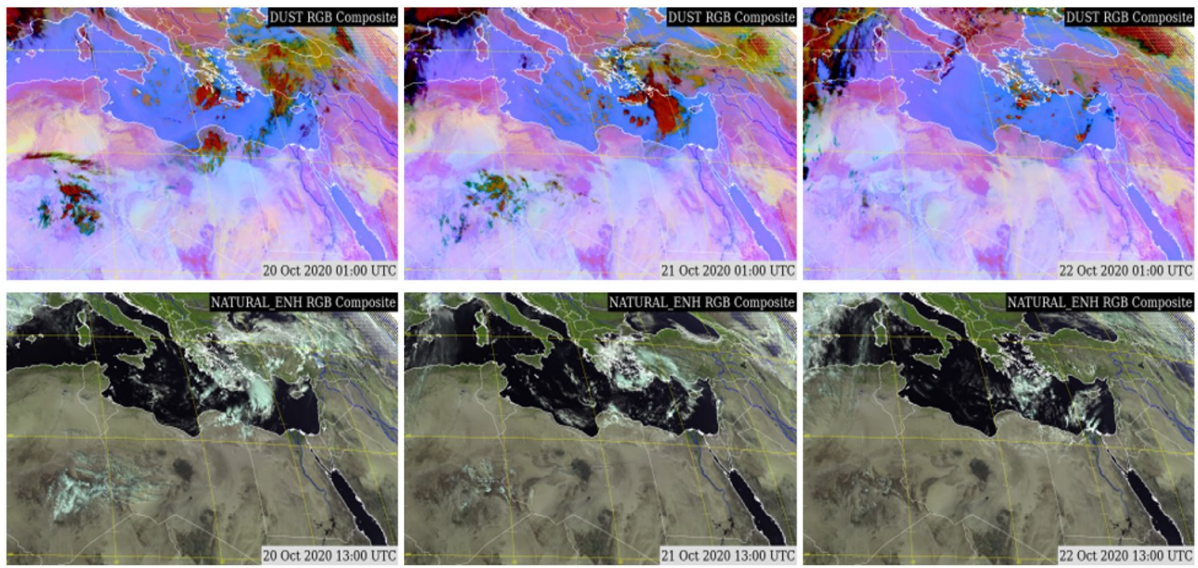 DUST RGB Composite
20 Oct 2020 01:00 UTC
DUST RGB Composite
21 Oct 2020 01:00 UTC
DUST RGB Composite
22 Oct 2020 01:00 UTC
NATURAL_ENH RGB Composite
20 Oct 2020 13:00 UTC
NATURAL_ENH RGB Composite
21 Oct 2020 13:00 UTC
NATURAL_ENH RGB Composite
22 Oct 2020 13:00 UTC